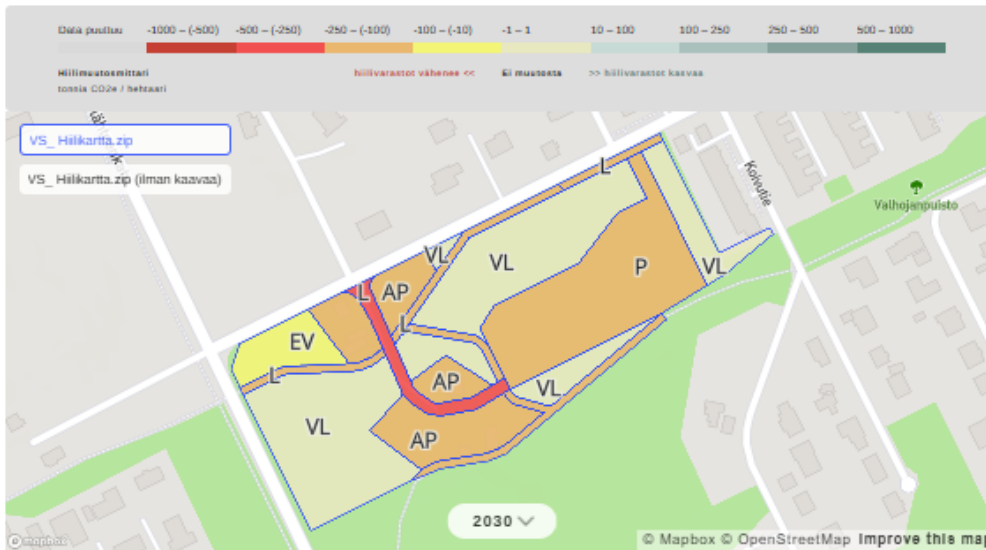 Data puuttuu -1000 – (-500) -500 – (-250) -250 – (-100) -100 – (-10) -1 – 1 10 – 100 100 – 250 250 – 500 500 – 1000
Hiilimuutosmittari hiilivarastot vähenee << Ei muutosta >> hiilivarastot kasvaa
tonnia CO2e / hehtaari
VS_ Hiilikartta.zip
VS_ Hiilikartta.zip (ilman kaavaa)
L
Koivutie
Valhojanpuisto
VL
VL
P
VL
L
AP
L
EV
L
AP
VL
VL
AP
2030
mapbox
© Mapbox © OpenStreetMap Improve this map